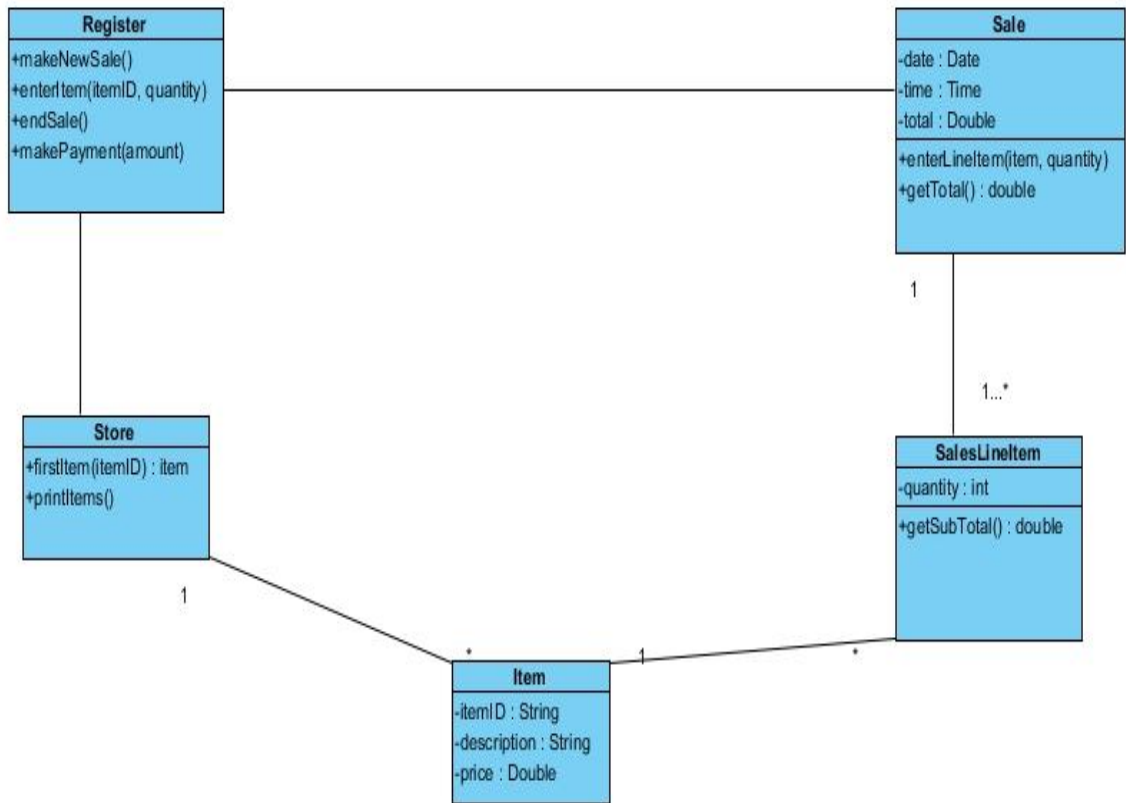 Register
+makeNewSale()
+enterItem(itemID, quantity)
+endSale()
+makePayment(amount)
Sale
-date : Date
-time : Time
-total : Double
+enterLineItem(item, quantity)
+getTotal() : double
1
1...*
Store
+firstItem(itemID) : item
+printItems()
SalesLineItem
-quantity : int
+getSubTotal() : double
1
*
1
*
Item
-itemID : String
-description : String
-price : Double